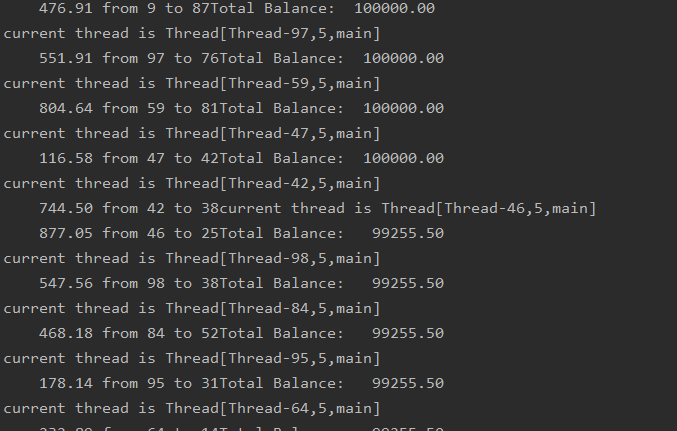 476.91 from 9 to 87Total Balance:  100000.00
current thread is Thread[Thread-97,5,main]
551.91 from 97 to 76Total Balance:  100000.00
current thread is Thread[Thread-59,5,main]
804.64 from 59 to 81Total Balance:  100000.00
current thread is Thread[Thread-47,5,main]
116.58 from 47 to 42Total Balance:  100000.00
current thread is Thread[Thread-42,5,main]
744.50 from 42 to 38current thread is Thread[Thread-46,5,main]
877.05 from 46 to 25Total Balance:   99255.50
current thread is Thread[Thread-98,5,main]
547.56 from 98 to 38Total Balance:   99255.50
current thread is Thread[Thread-84,5,main]
468.18 from 84 to 52Total Balance:   99255.50
current thread is Thread[Thread-95,5,main]
178.14 from 95 to 31Total Balance:   99255.50
current thread is Thread[Thread-64,5,main]
from 64 to 14Total Balance:   99255.50